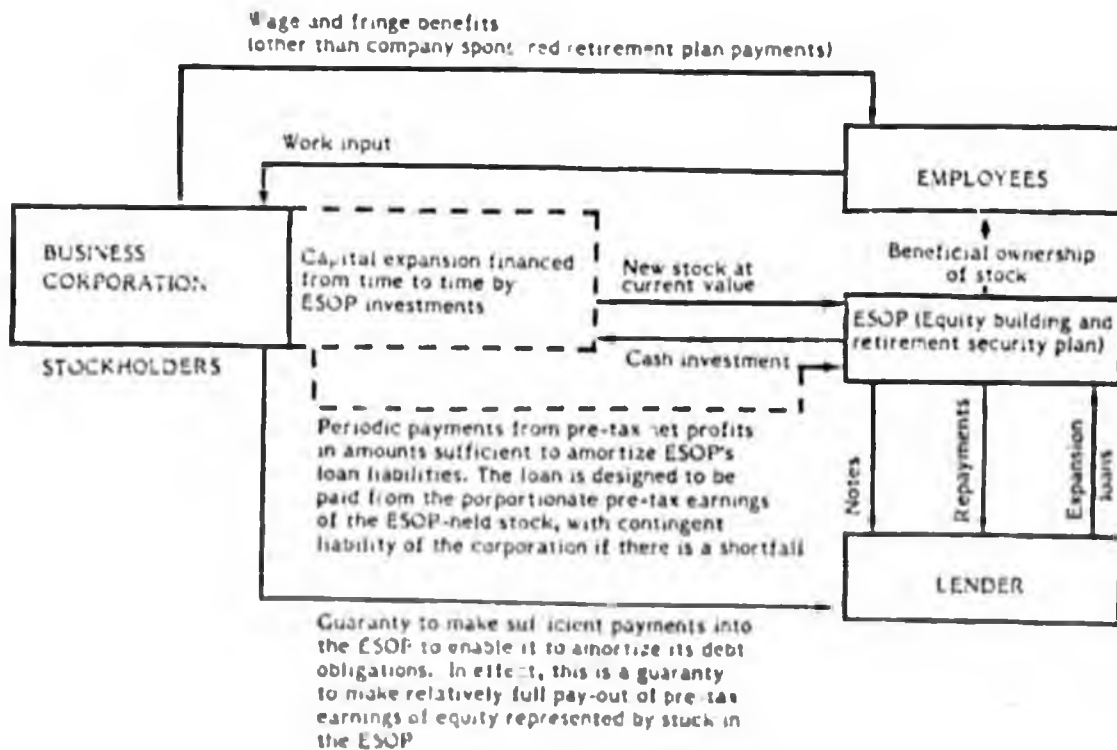 Wage and fringe benefits
(other than company sponsored retirement plan payments)
Work input
EMPLOYEES
BUSINESS
CORPORATION
Capital expansion financed
from time to time by
ESOP investments
New stock at
current value
Beneficial ownership
of stock
ESOP (Equity building and
retirement security plan)
STOCKHOLDERS
Cash investment
Periodic payments from pre-tax net profits
in amounts sufficient to amortize ESOP's
loan liabilities. The loan is designed to be
paid from the porportionate pre-tax earnings
of the ESOP-held stock, with contingent
liability of the corporation if there is a shortfall
Notes
Repayments
Expansion
loans
LENDER
Guaranty to make sufficient payments into
the ESOP to enable it to amortize its debt
obligations. In effect, this is a guaranty
to make relatively full pay-out of pre-tax
earnings of equity represented by stock in
the ESOP